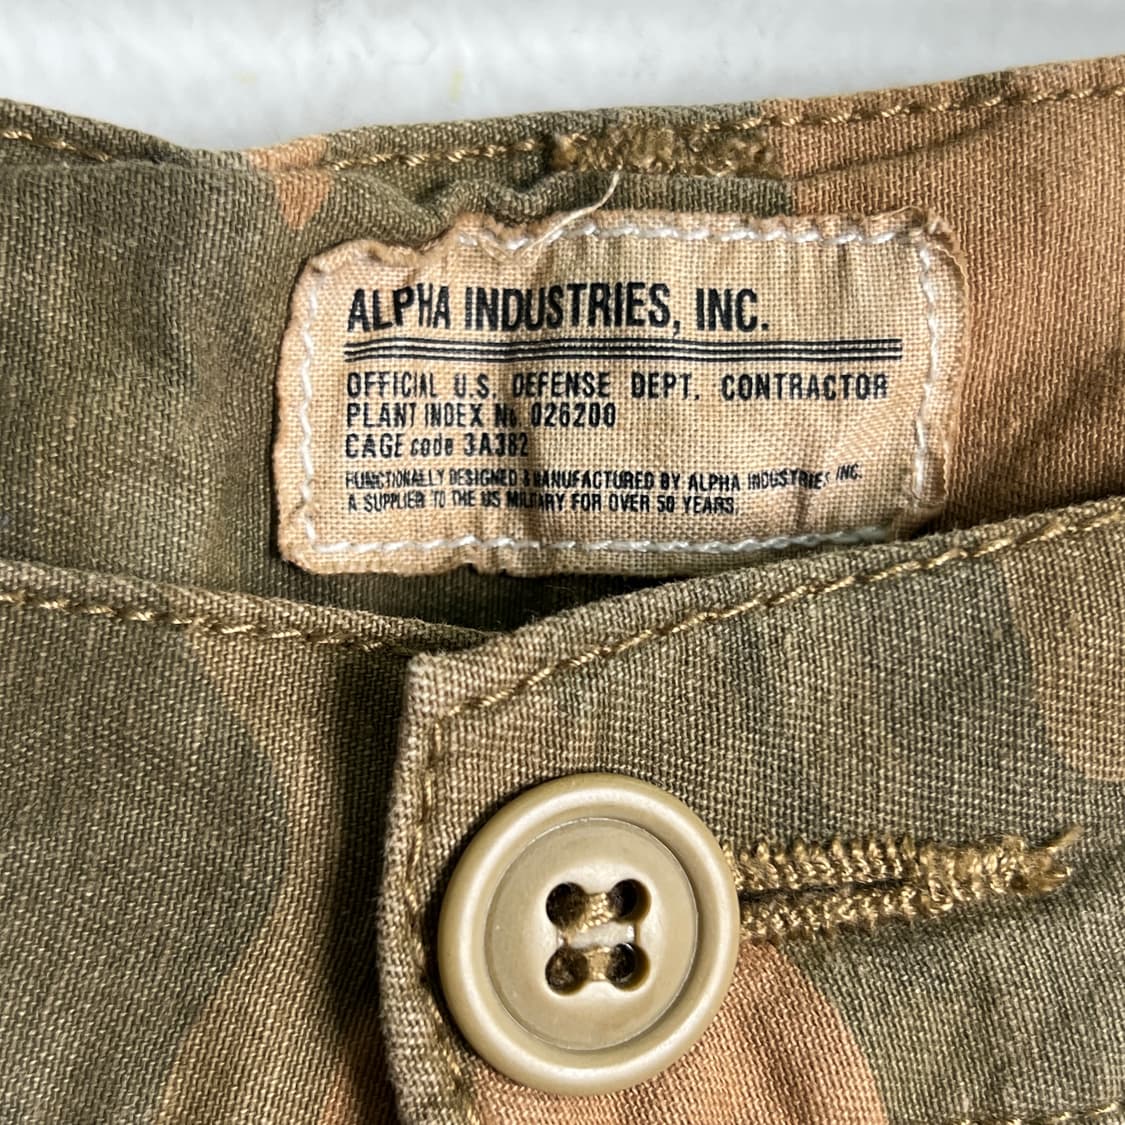 ALPHA INDUSTRIES, INC.
OFFICIAL U.S. DEFENSE DEPT. CONTRACTOR
PLANT INDEX No. 026200
CAGE code 3A382
FUNCTIONALLY DESIGNED & MANUFACTURED BY ALPHA INDUSTRIES INC.
A SUPPLIER TO THE US MILITARY FOR OVER 50 YEARS.